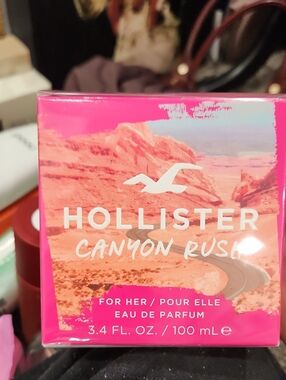 HOLLISTER
CANYON RUSH
FOR HER / POUR ELLE
EAU DE PARFUM
3.4 FL. OZ. / 100 mL e